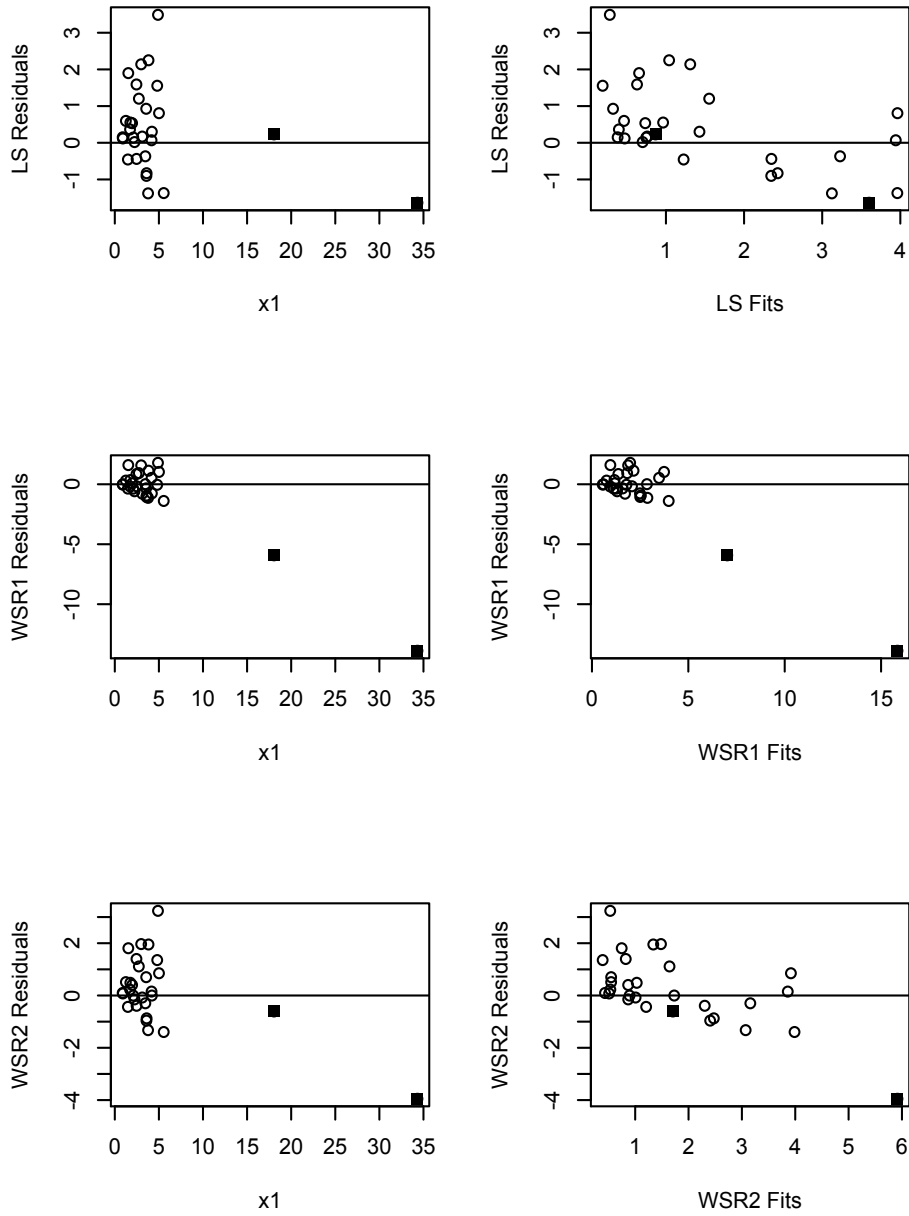 LS Residuals
3
2
1
0
-1
0 5 10 15 20 25 30 35
x1
LS Residuals
3
2
1
0
-1
1 2 3 4
LS Fits
WSR1 Residuals
0
-5
-10
0 5 10 15 20 25 30 35
x1
WSR1 Residuals
0
-5
-10
0 5 10 15
WSR1 Fits
WSR2 Residuals
2
0
-2
-4
0 5 10 15 20 25 30 35
x1
WSR2 Residuals
2
0
-2
-4
1 2 3 4 5 6
WSR2 Fits